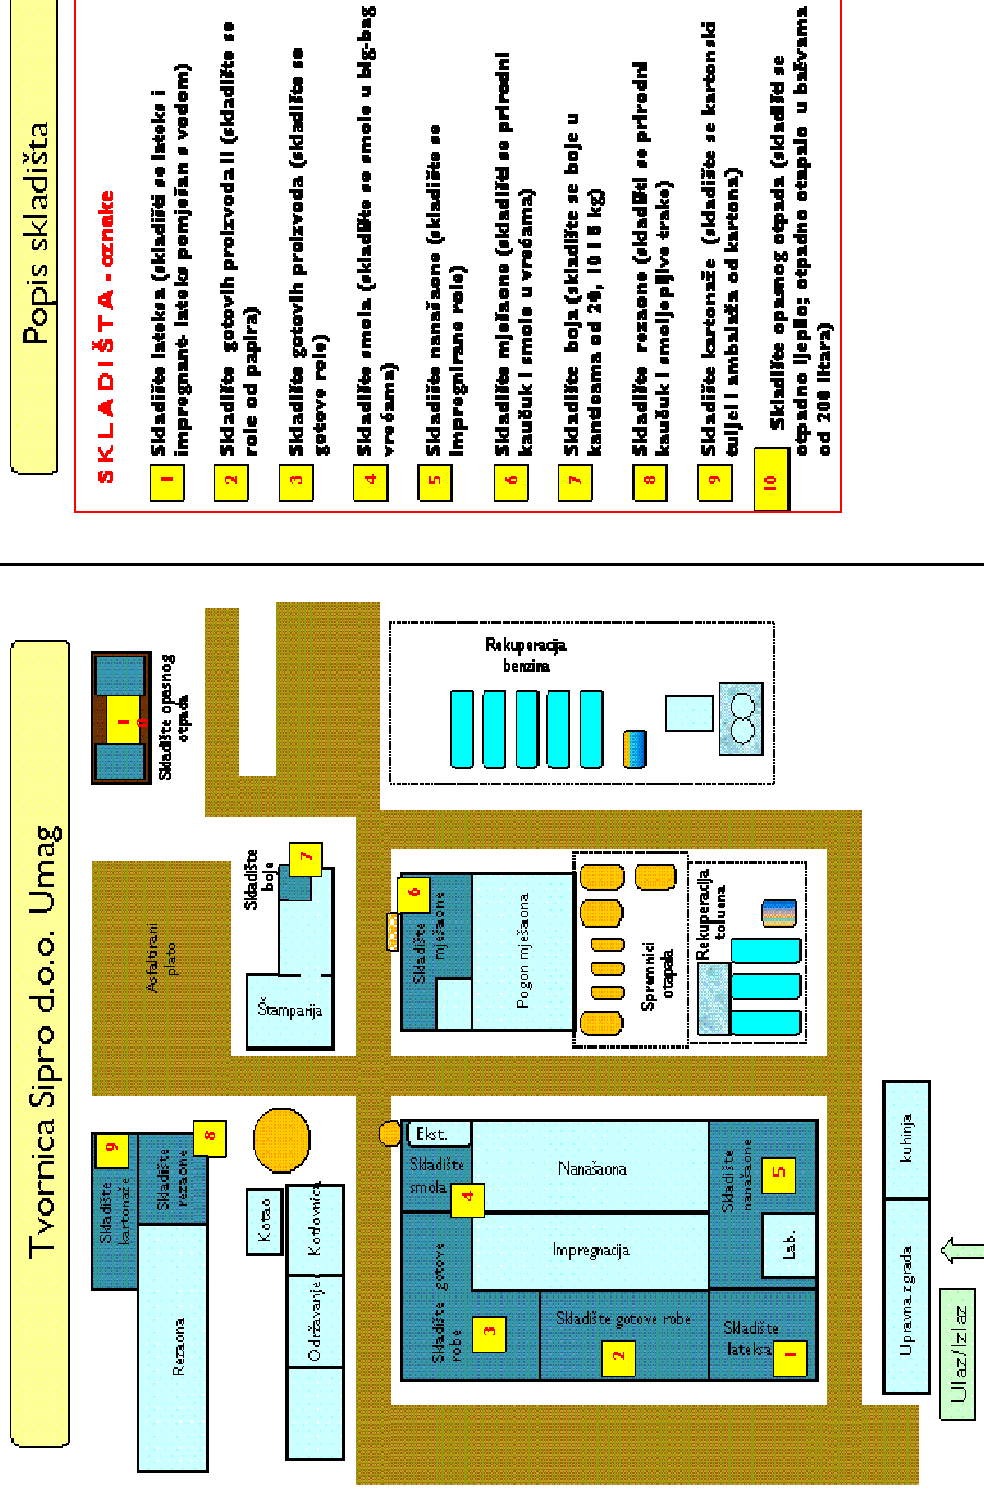 Tvornica Sipro d.o.o. Umag
Rezaona
Skladište
kartonaže
9
Skladište
rezaone
8
Asfaltirani
plato
Skladište opasnog
otpada
1
0
Održavanje
Kotlovnica
Kotao
Štamparija
Skladište
boje
7
Skladište gotove
robe
3
Skladište gotove robe
2
Skladište
lateksa
1
Skladište
smola
4
Ekst.
Impregnacija
Nanašaona
Skladište
nanašaone
5
Lab.
Skladište
mješaone
6
Pogon mješaona
Spremnici
otapala
Rekuperacija
toluena
Rekuperacija
benzina
Upravna zgrada
kuhinja
Ulaz/Izlaz
Popis skladišta
SKLADIŠTA - oznake
1 Skladište lateksa (skladišti se lateks i
impregnant- lateks pomješan s vodom)
2 Skladište gotovih proizvoda II (skladište se
role od papira)
3 Skladište gotovih proizvoda (skladište se
gotove role)
4 Skladište smola (skladište se smole u big-bag
vrećama)
5 Skladište nanašaone (skladište se
impregnirane role)
6 Skladište mješaone (skladišti se prirodni
kaučuk i smole u vrećama)
7 Skladište boja (skladište se boje u
kanticama od 20, 10 i 5 kg)
8 Skladište rezaone (skladišti se prirodni
kaučuk i smoljepljive trake)
9 Skladište kartonaže (skladište se kartonski
tuljci i ambalaža od kartona)
10 Skladište opasnog otpada (skladišti se
otpadno ljepilo; otpadno otapalo u bačvama
od 200 litara)